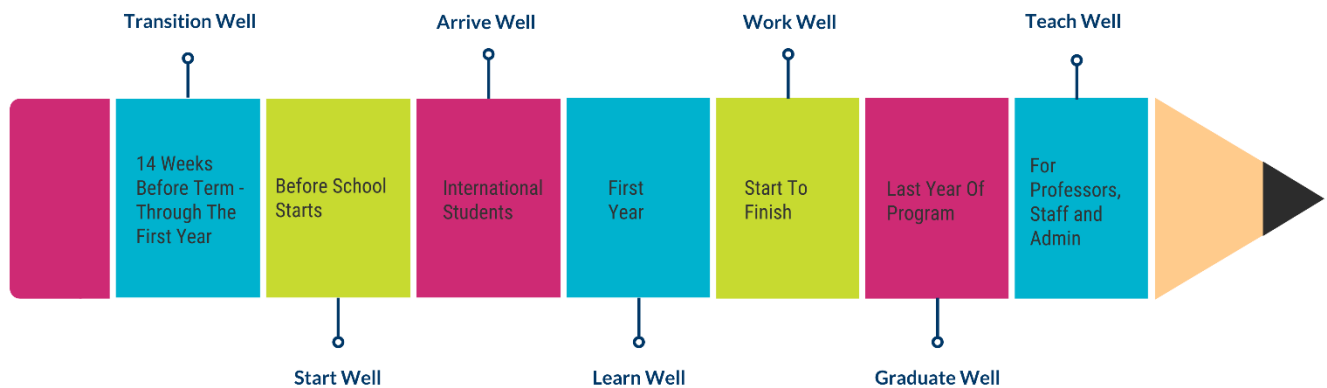 Transition Well
Arrive Well
Work Well
Teach Well
14 Weeks
Before Term -
Through The
First Year
Before School
Starts
International
Students
First
Year
Start To
Finish
Last Year Of
Program
For
Professors,
Staff and
Admin
Start Well
Learn Well
Graduate Well